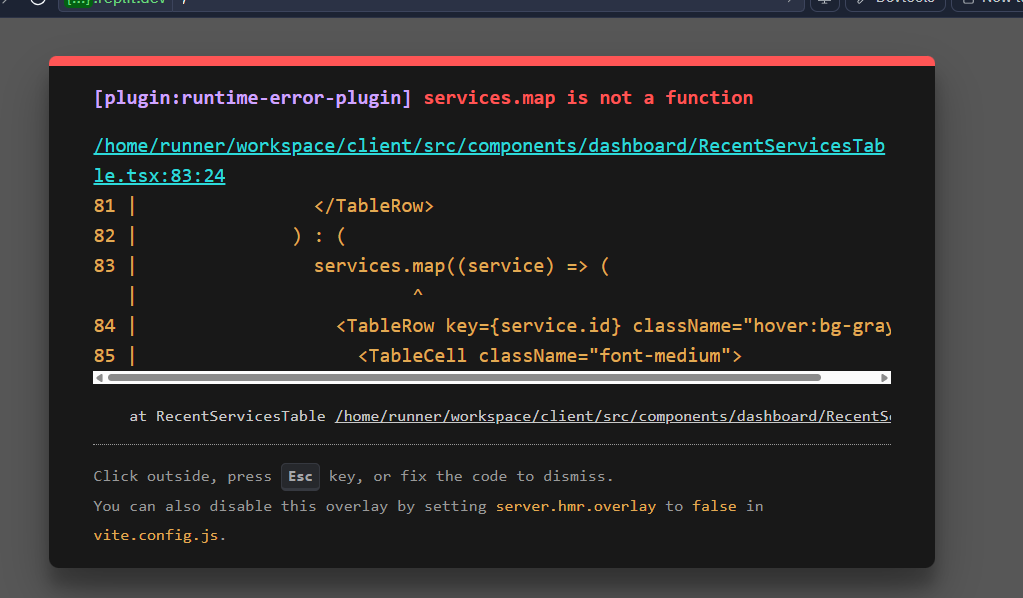 [...].replit.dev /
Devtools
[plugin:runtime-error-plugin] services.map is not a function
/home/runner/workspace/client/src/components/dashboard/RecentServicesTab
le.tsx:83:24
81 |                </TableRow>
82 |              ) : (
83 |                services.map((service) => (
   |                         ^
84 |                  <TableRow key={service.id} className="hover:bg-gray
85 |                    <TableCell className="font-medium">
at RecentServicesTable /home/runner/workspace/client/src/components/dashboard/RecentS
Click outside, press Esc key, or fix the code to dismiss.
You can also disable this overlay by setting server.hmr.overlay to false in
vite.config.js.